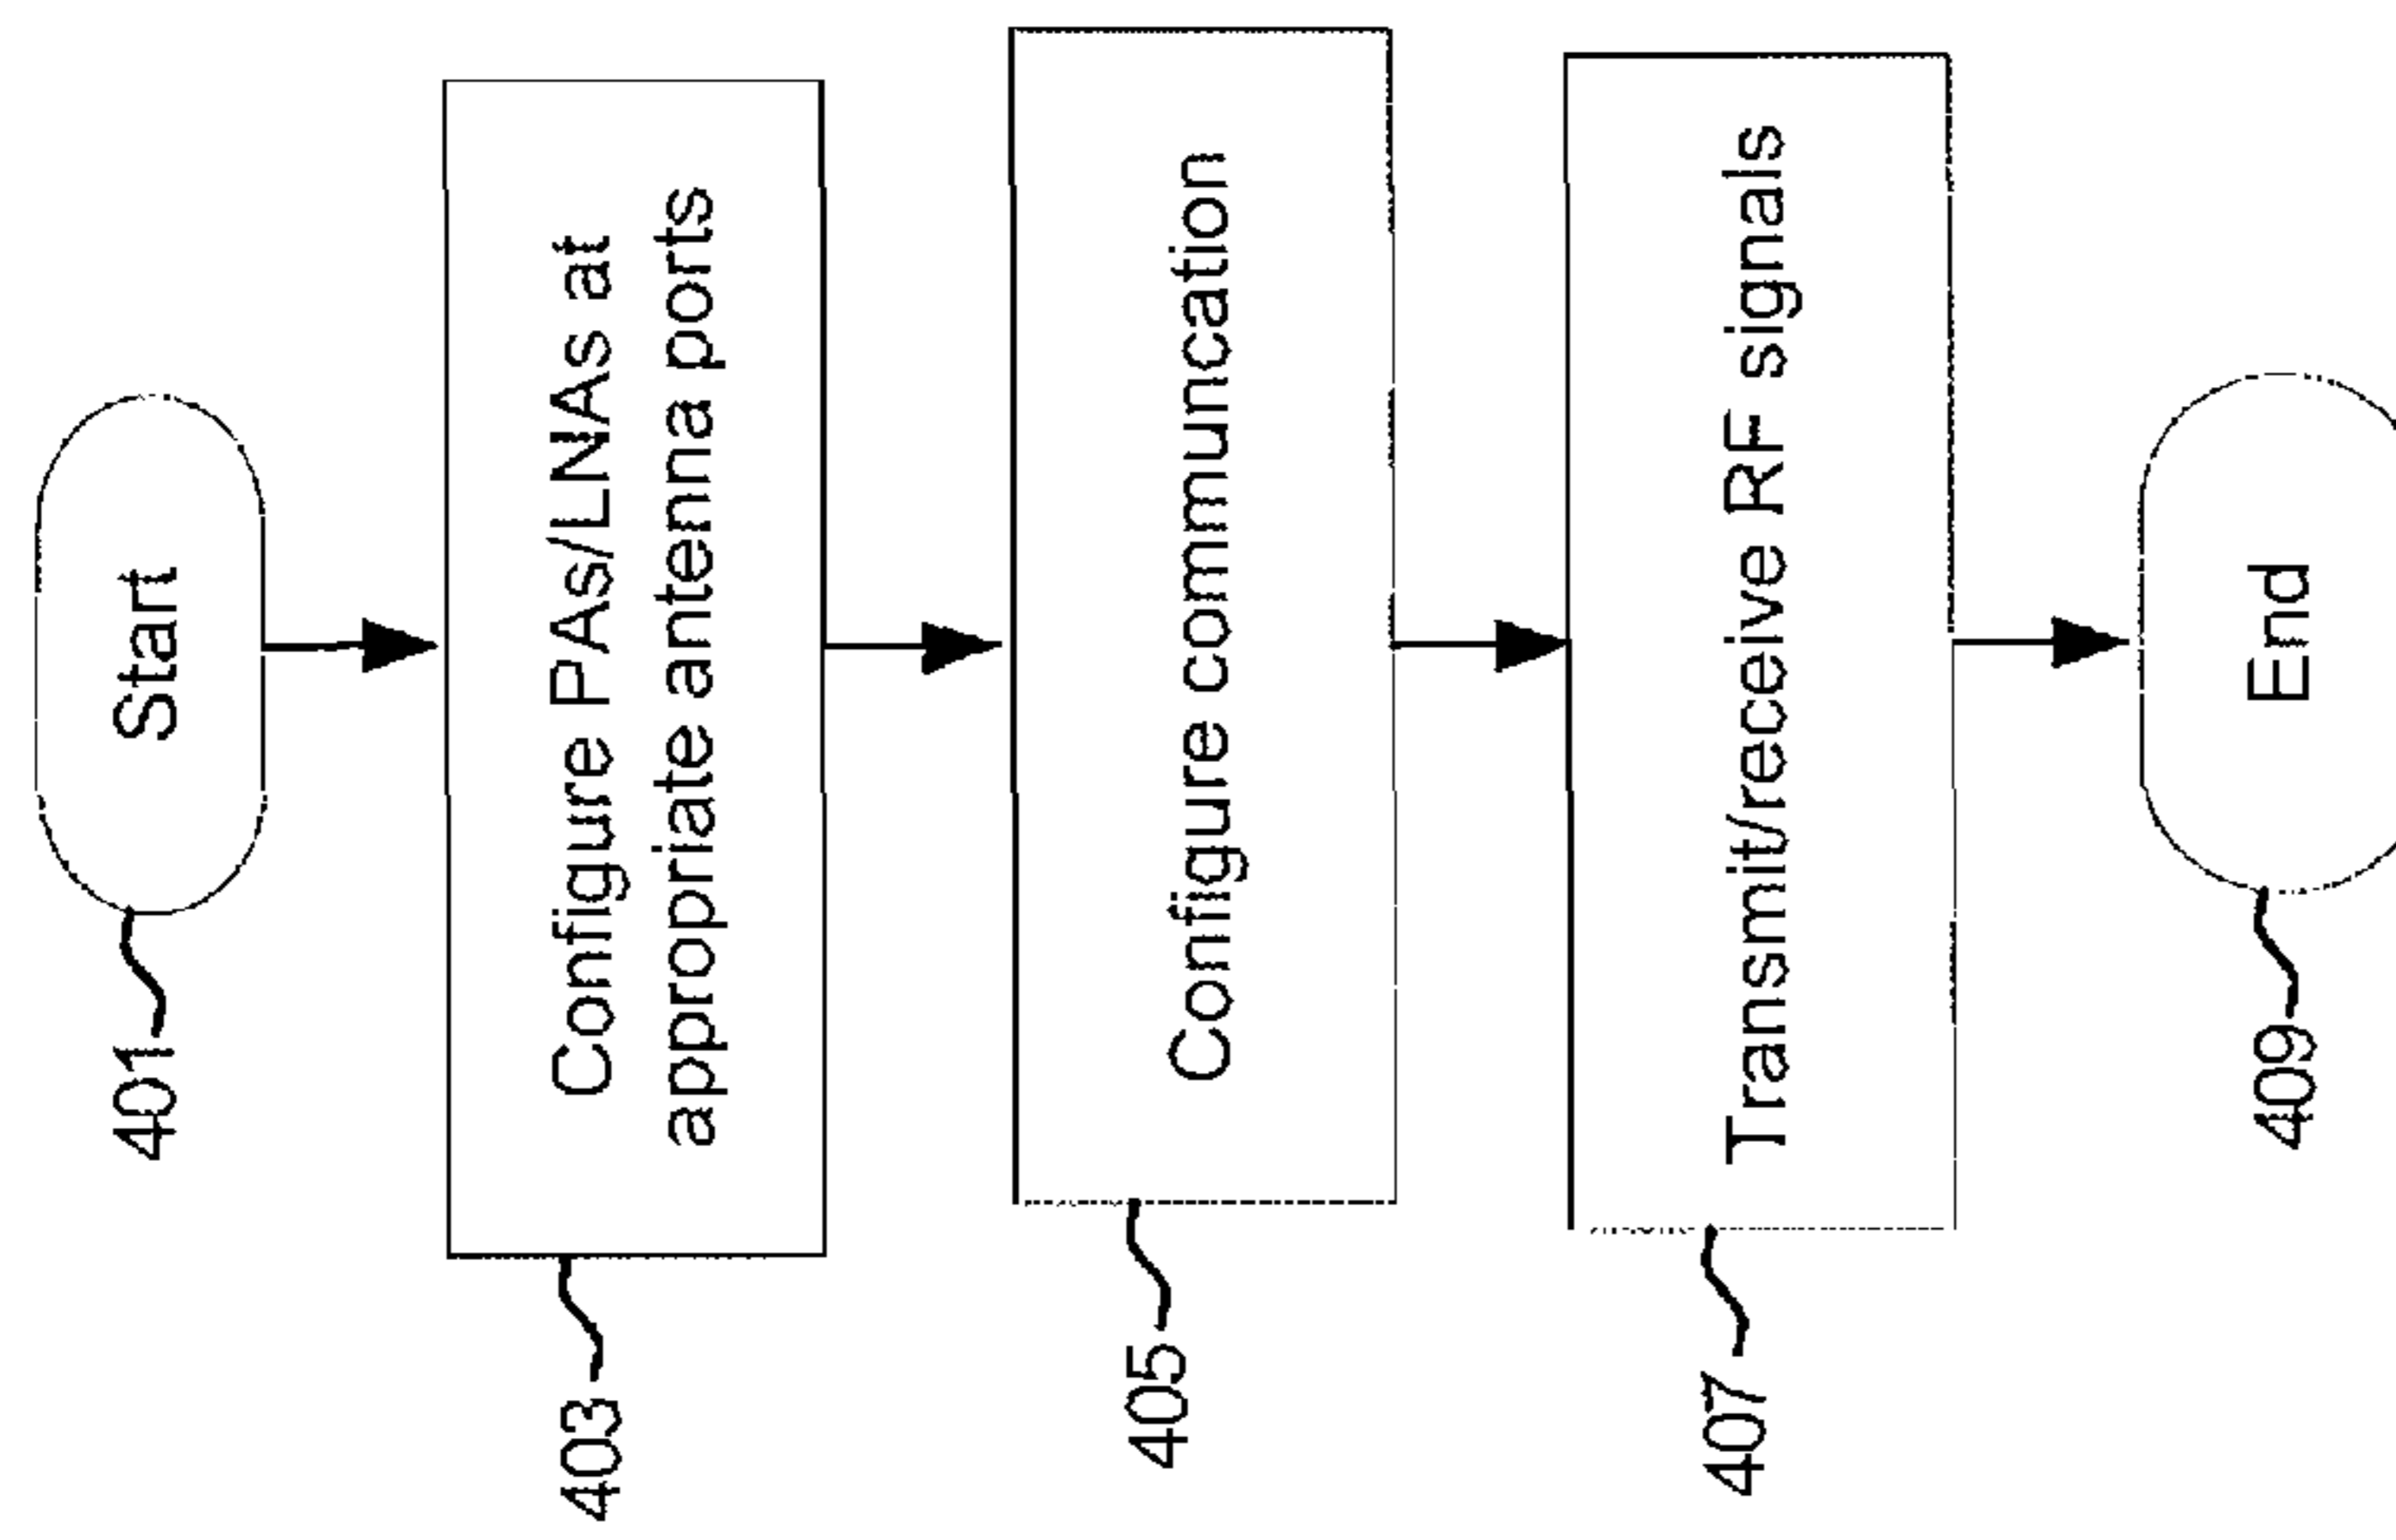 401
Start
403
Configure PAs/LNAs at
appropriate antenna ports
405
Configure communcation
407
Transmit/receive RF signals
409
End